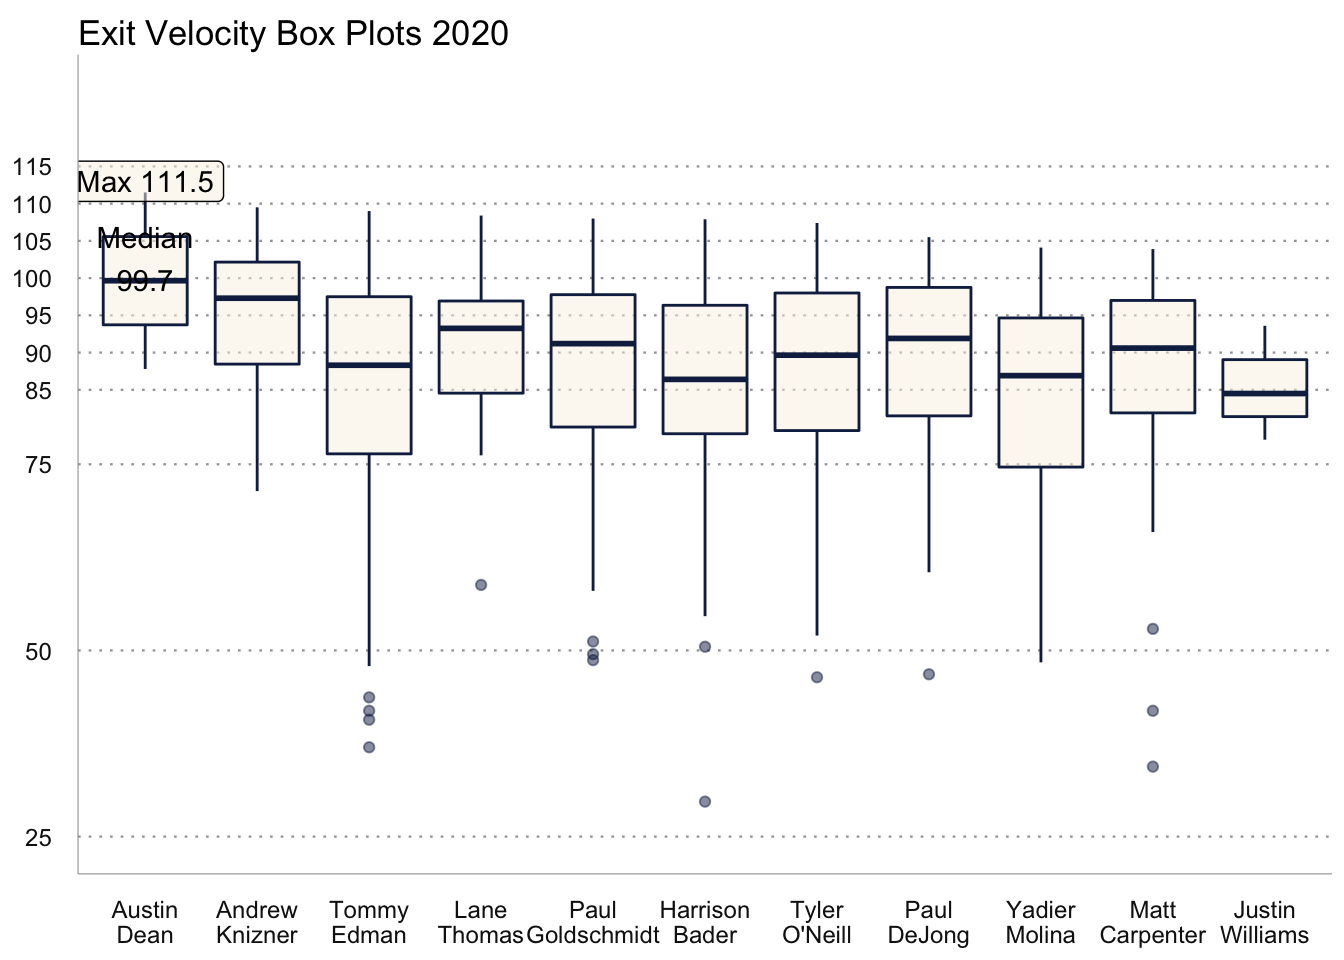 Exit Velocity Box Plots 2020
115
Max 111.5
110
105
Median
100
99.7
95
90
85
75
50
25
Austin Dean
Andrew Knizner
Tommy Edman
Lane Thomas
Paul Goldschmidt
Harrison Bader
Tyler O'Neill
Paul DeJong
Yadier Molina
Matt Carpenter
Justin Williams